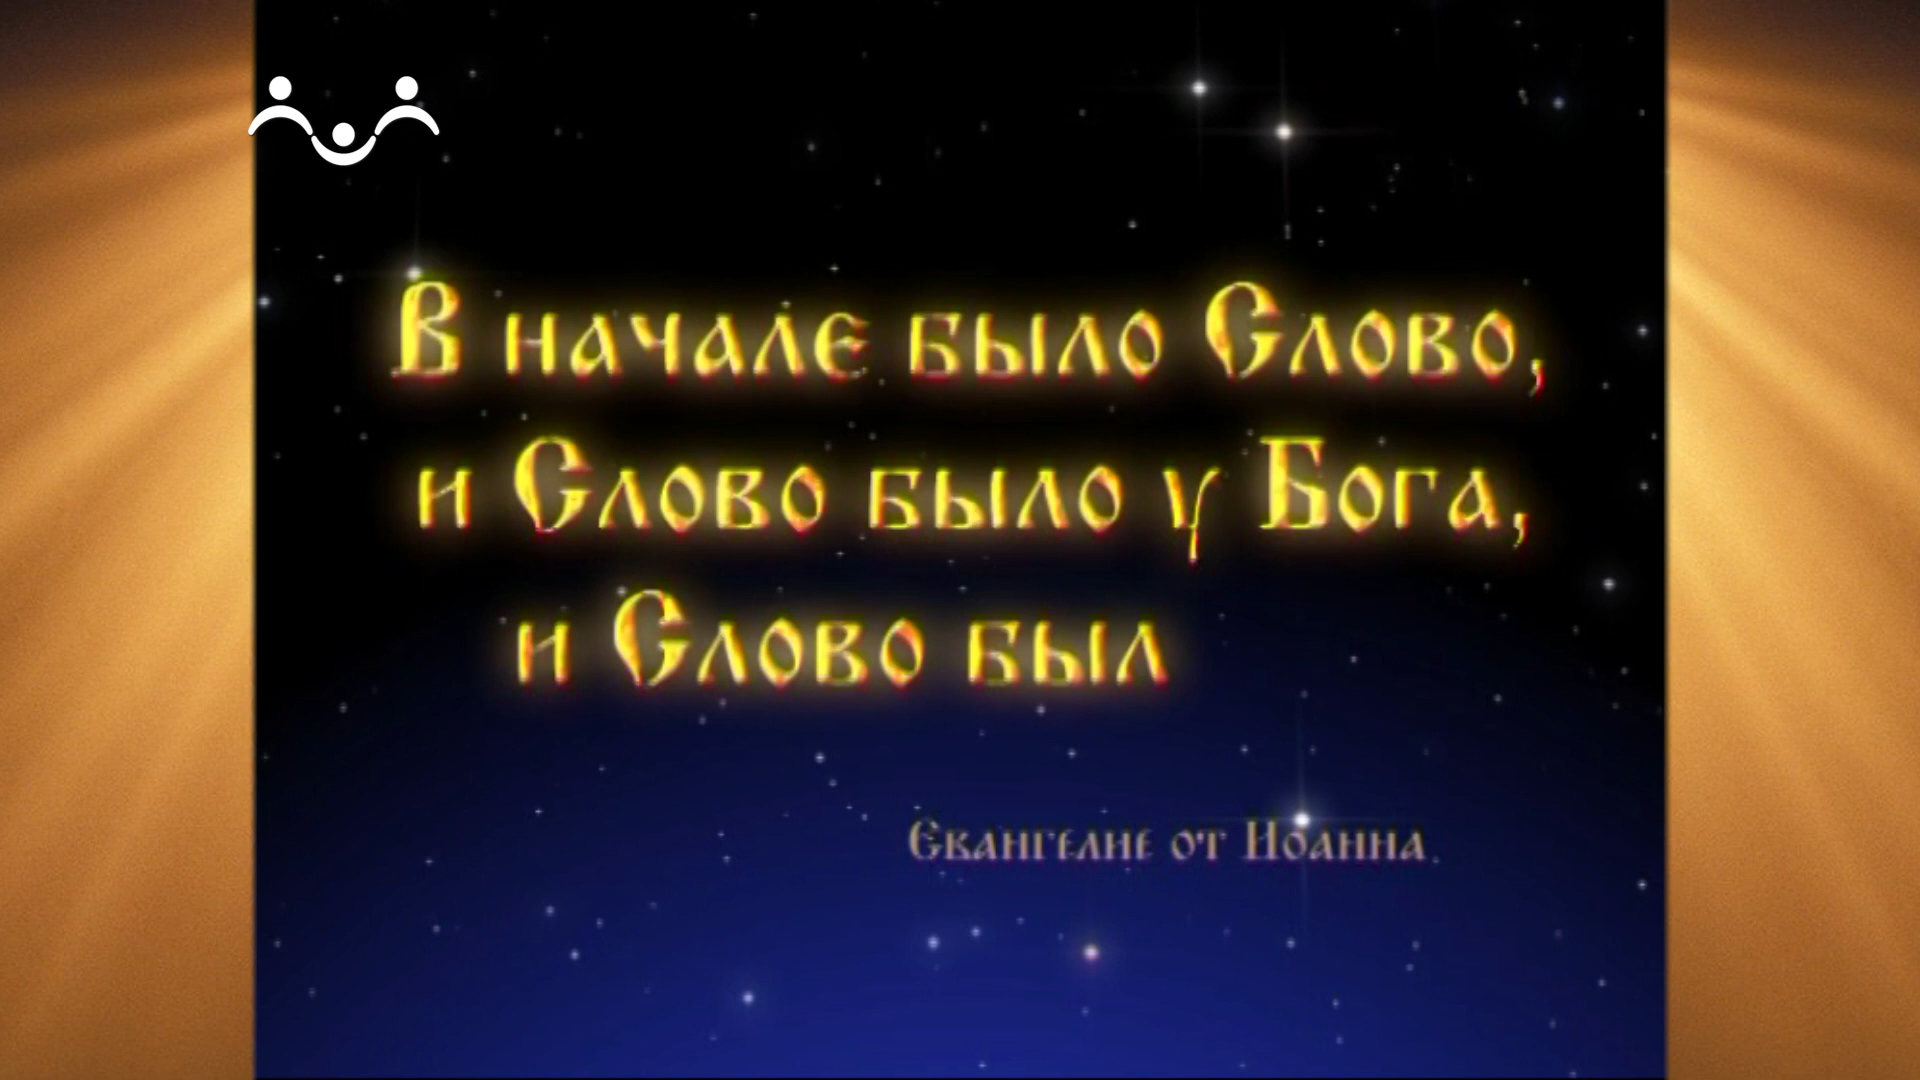 В начале было Слово,
и Слово было у Бога,
и Слово был
Евангелие от Иоанна.